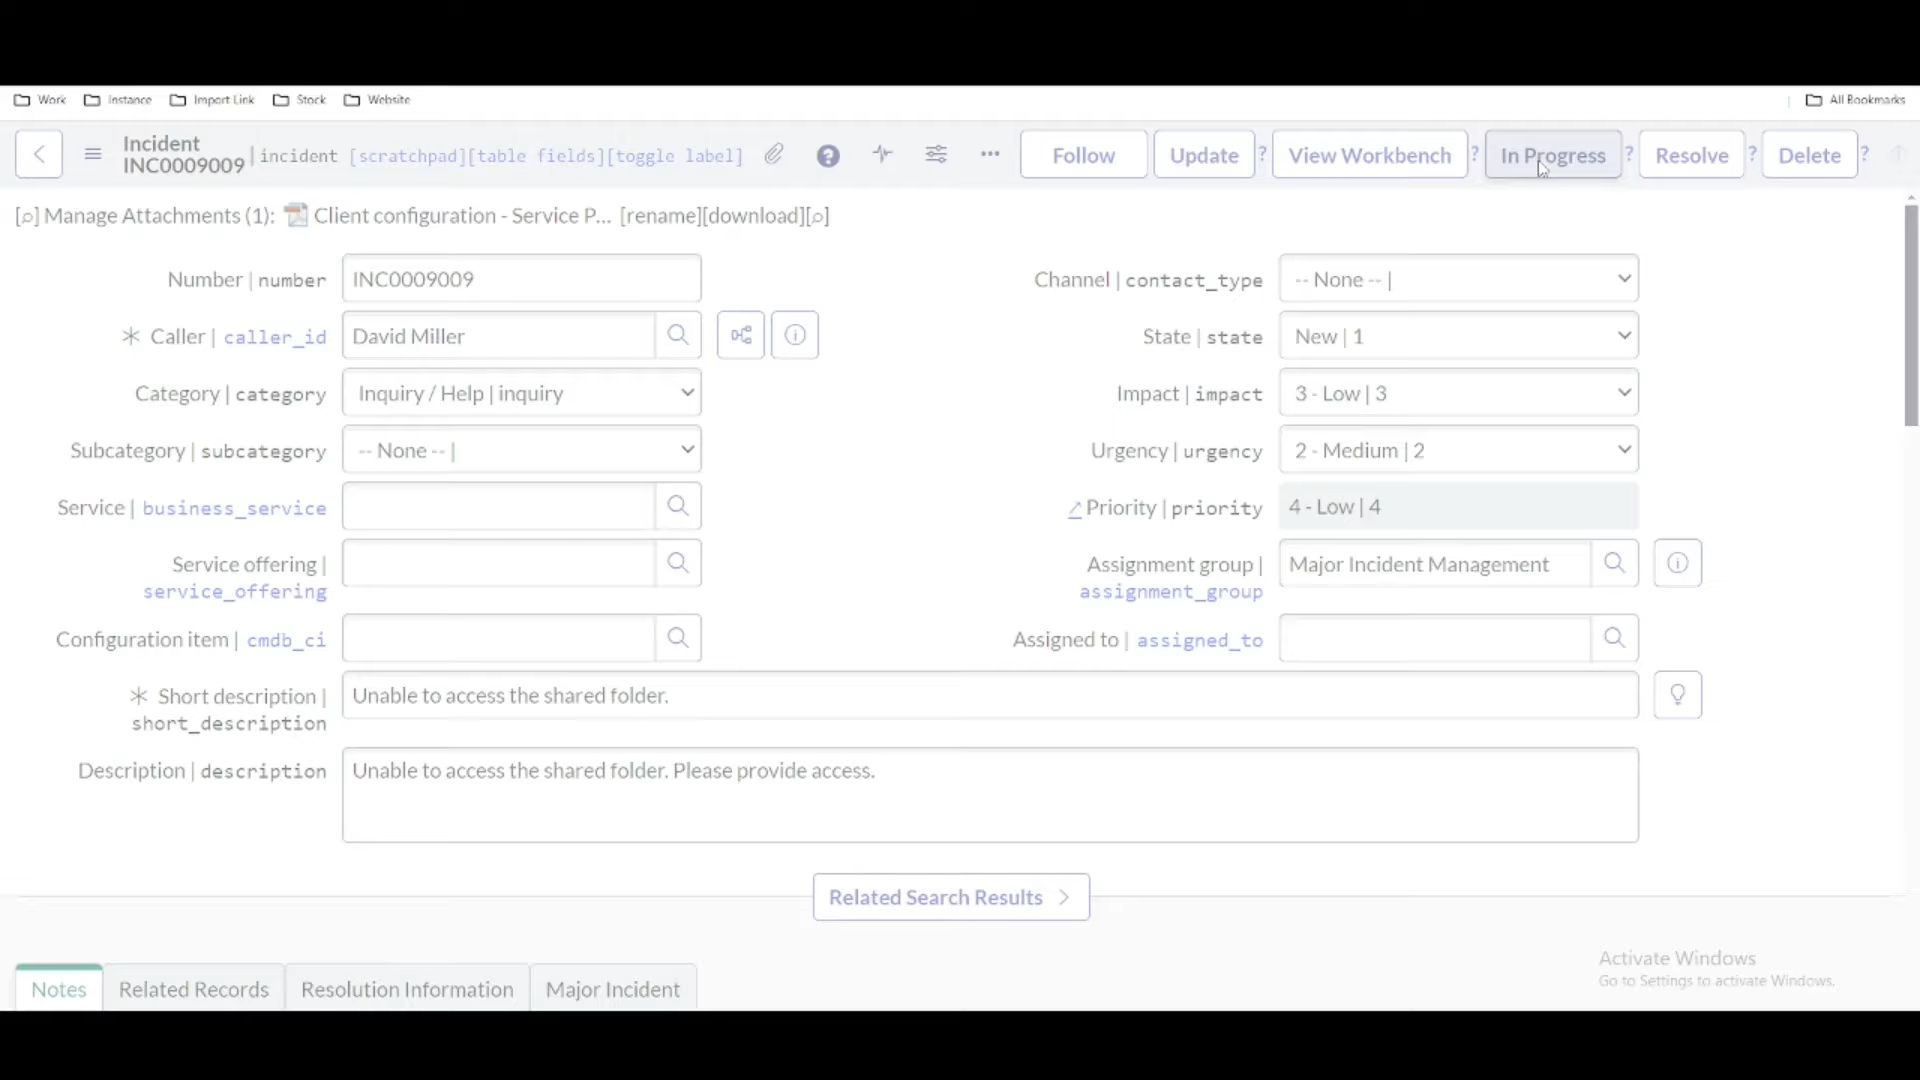 Work Instance Import Link Stock Website All Bookmarks
Incident
INC0009009 | incident [scratchpad][table fields][toggle label] Follow Update ? View Workbench ? In Progress ? Resolve ? Delete ?
[⌕] Manage Attachments (1): Client configuration - Service P... [rename][download][⌕]
Number | number INC0009009 Channel | contact_type -- None -- |
Caller | caller_id David Miller State | state New | 1
Category | category Inquiry / Help | inquiry Impact | impact 3 - Low | 3
Subcategory | subcategory -- None -- | Urgency | urgency 2 - Medium | 2
Service | business_service Priority | priority 4 - Low | 4
Service offering | Assignment group | Major Incident Management
service_offering assignment_group
Configuration item | cmdb_ci Assigned to | assigned_to
Short description | Unable to access the shared folder.
short_description
Description | description Unable to access the shared folder. Please provide access.
Related Search Results
Activate Windows
Go to Settings to activate Windows.
Notes Related Records Resolution Information Major Incident